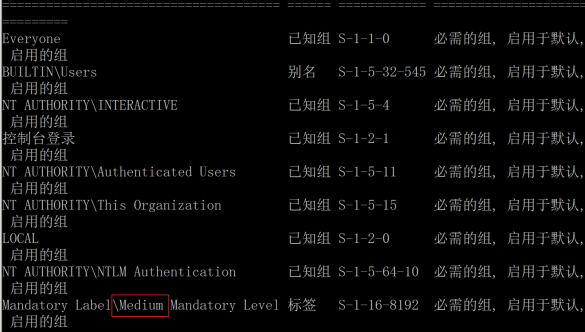 Everyone 已知组 S-1-1-0 必需的组, 启用于默认,
启用的组
BUILTIN\Users 别名 S-1-5-32-545 必需的组, 启用于默认,
启用的组
NT AUTHORITY\INTERACTIVE 已知组 S-1-5-4 必需的组, 启用于默认,
启用的组
控制台登录 已知组 S-1-2-1 必需的组, 启用于默认,
启用的组
NT AUTHORITY\Authenticated Users 已知组 S-1-5-11 必需的组, 启用于默认,
启用的组
NT AUTHORITY\This Organization 已知组 S-1-5-15 必需的组, 启用于默认,
启用的组
LOCAL 已知组 S-1-2-0 必需的组, 启用于默认,
启用的组
NT AUTHORITY\NTLM Authentication 已知组 S-1-5-64-10 必需的组, 启用于默认,
启用的组
Mandatory Label\Medium Mandatory Level 标签 S-1-16-8192 必需的组, 启用于默认,
启用的组